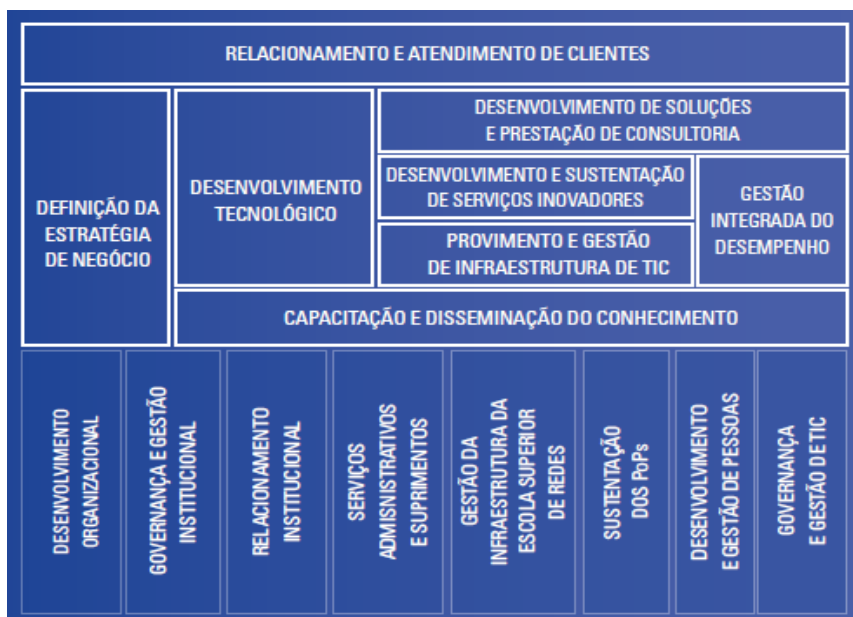 RELACIONAMENTO E ATENDIMENTO DE CLIENTES
DEFINIÇÃO DA
ESTRATÉGIA
DE NEGÓCIO
DESENVOLVIMENTO
TECNOLÓGICO
DESENVOLVIMENTO DE SOLUÇÕES
E PRESTAÇÃO DE CONSULTORIA
DESENVOLVIMENTO E SUSTENTAÇÃO
DE SERVIÇOS INOVADORES
PROVIMENTO E GESTÃO
DE INFRAESTRUTURA DE TIC
GESTÃO
INTEGRADA DO
DESEMPENHO
CAPACITAÇÃO E DISSEMINAÇÃO DO CONHECIMENTO
DESENVOLVIMENTO
ORGANIZACIONAL
GOVERNANÇA E GESTÃO
INSTITUCIONAL
RELACIONAMENTO
INSTITUCIONAL
SERVIÇOS
ADMISNISTRATIVOS
E SUPRIMENTOS
GESTÃO DA
INFRAESTRUTURA DA
ESCOLA SUPERIOR
DE REDES
SUSTENTAÇÃO
DOS PoPs
DESENVOLVIMENTO
E GESTÃO DE PESSOAS
GOVERNANÇA
E GESTÃO DE TIC